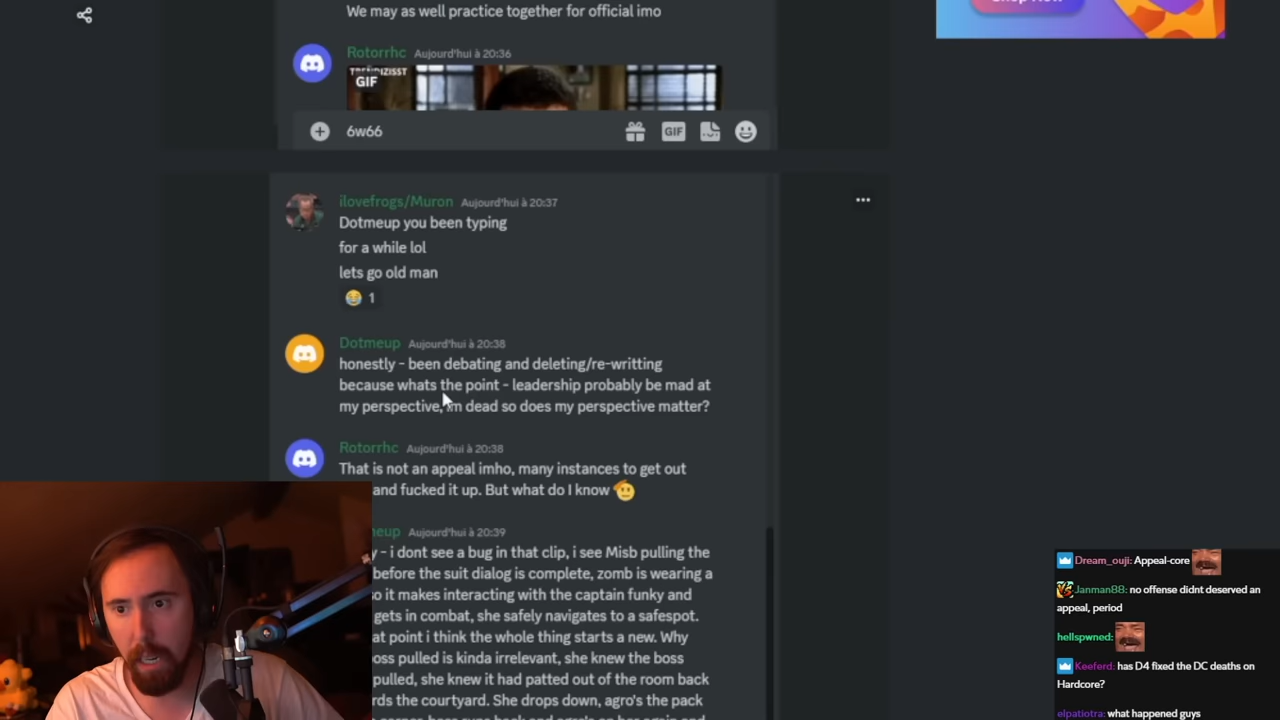 We may as well practice together for official imo
Rotorrhc Aujourd'hui à 20:36
GIF
6w66
GIF
ilovefrogs/Muron Aujourd'hui à 20:37
Dotmeup you been typing
for a while lol
lets go old man
1
Dotmeup Aujourd'hui à 20:38
honestly - been debating and deleting/re-writting
because whats the point - leadership probably be mad at
my perspective, im dead so does my perspective matter?
Rotorrhc Aujourd'hui à 20:38
That is not an appeal imho, many instances to get out
and fucked it up. But what do I know
eup Aujourd'hui à 20:39
y - i dont see a bug in that clip, i see Misb pulling the
before the suit dialog is complete, zomb is wearing a
so it makes interacting with the captain funky and
gets in combat, she safely navigates to a safespot.
at point i think the whole thing starts a new. Why
oss pulled is kinda irrelevant, she knew the boss
pulled, she knew it had patted out of the room back
rds the courtyard. She drops down, agro's the pack
Dream_ouji: Appeal-core
Janman88: no offense didnt deserved an
appeal, period
hellspwned:
Keeferd: has D4 fixed the DC deaths on
Hardcore?
elpatiotra: what happened guys